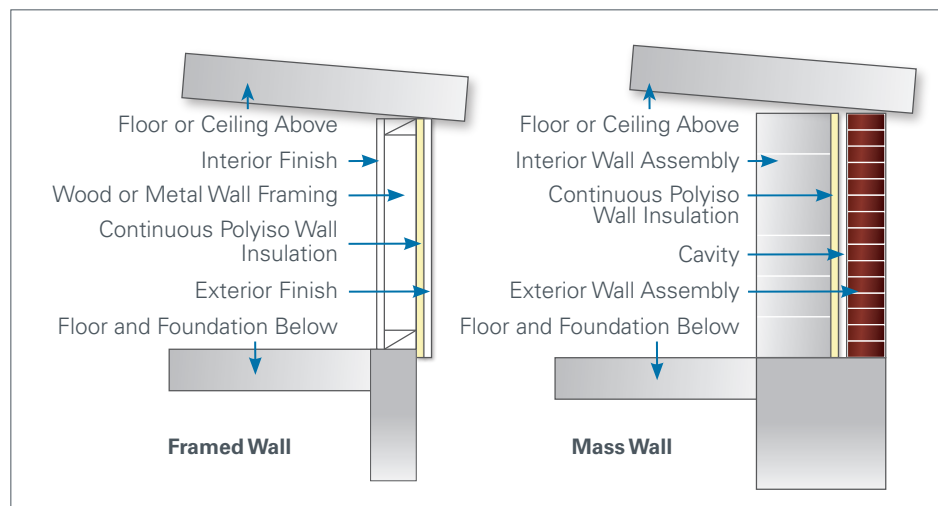 Floor or Ceiling Above
Interior Finish
Wood or Metal Wall Framing
Continuous Polyiso Wall
Insulation
Exterior Finish
Floor and Foundation Below
Framed Wall
Floor or Ceiling Above
Interior Wall Assembly
Continuous Polyiso
Wall Insulation
Cavity
Exterior Wall Assembly
Floor and Foundation Below
Mass Wall